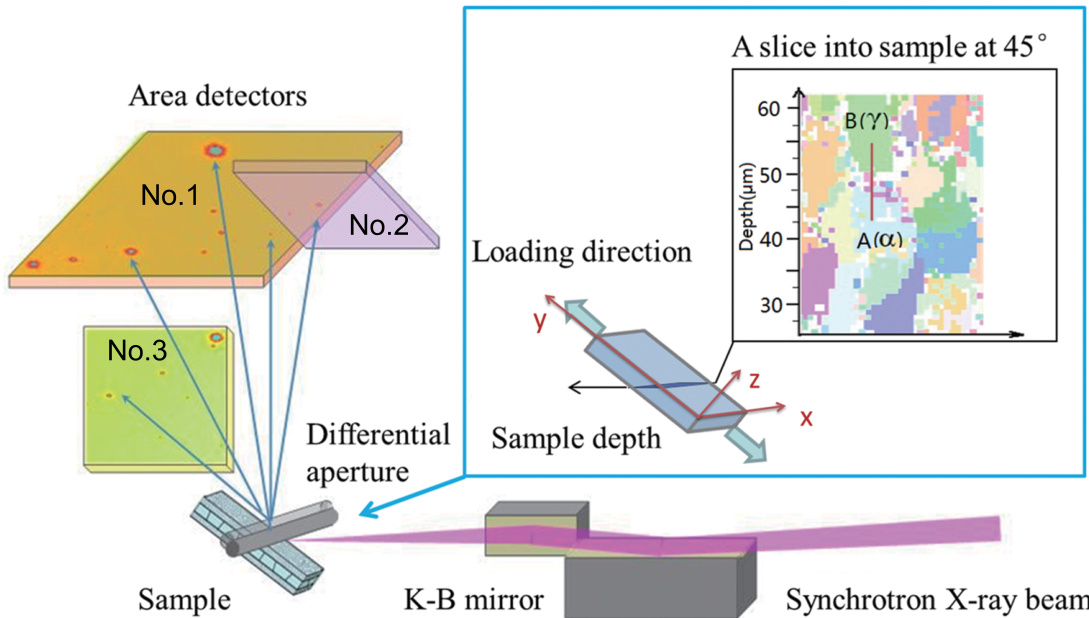 A slice into sample at 45°
Area detectors
60
B(γ)
No.1
50
No.2
Depth(μm)
A(α)
40
Loading direction
30
y
No.3
z
x
Sample depth
Differential
aperture
Sample
K-B mirror
Synchrotron X-ray beam